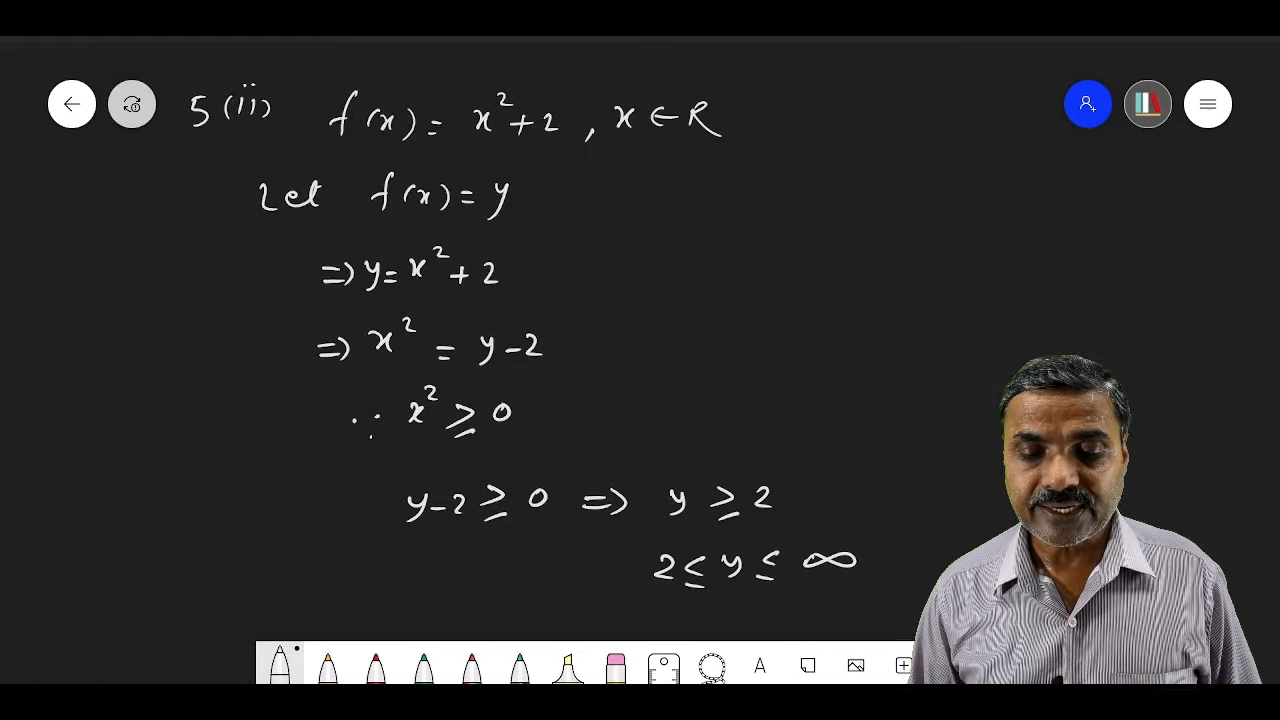 5 (ii) f(x) = x²+2 , x ∈ R
Let f(x) = y
=> y = x² + 2
=> x² = y - 2
∵ x² ≥ 0
y-2 ≥ 0 => y ≥ 2
2 ≤ y ≤ ∞
A